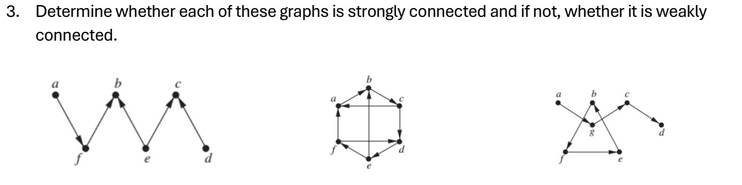 3. Determine whether each of these graphs is strongly connected and if not, whether it is weakly
connected.
a b c
f e d
b
a c
f d
e
a b c
g d
f e